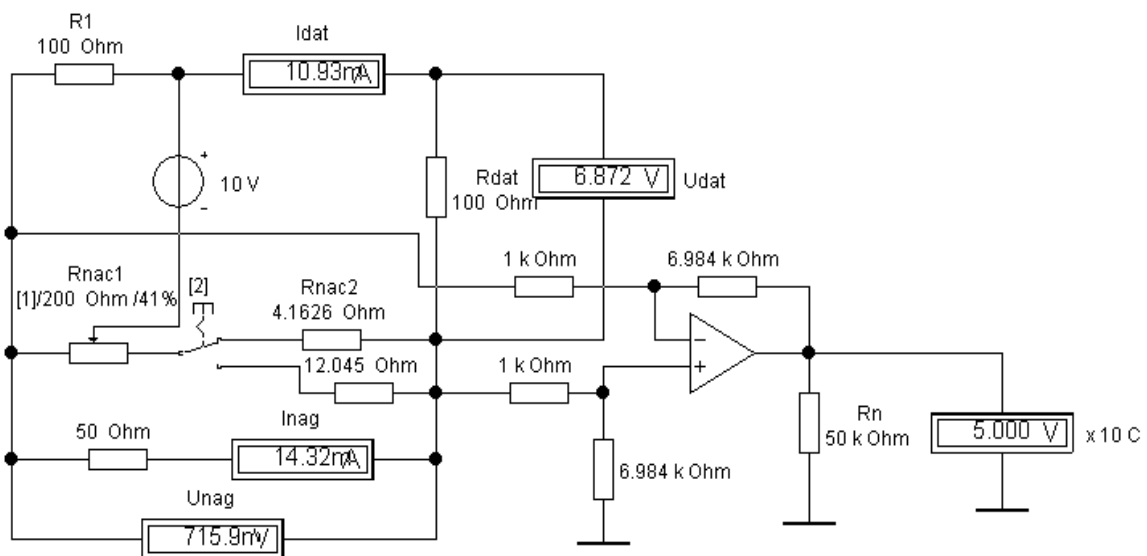 R1
100 Ohm
Idat
10.93mA
10 V
Rdat
100 Ohm
6.872 V
Udat
1 k Ohm
6.984 k Ohm
Rnac1
[1]/200 Ohm /41%
[2]
Rnac2
4.1626 Ohm
12.045 Ohm
1 k Ohm
50 Ohm
Inag
14.32mA
6.984 k Ohm
Rn
50 k Ohm
5.000 V
x 10 C
Unag
715.9mV